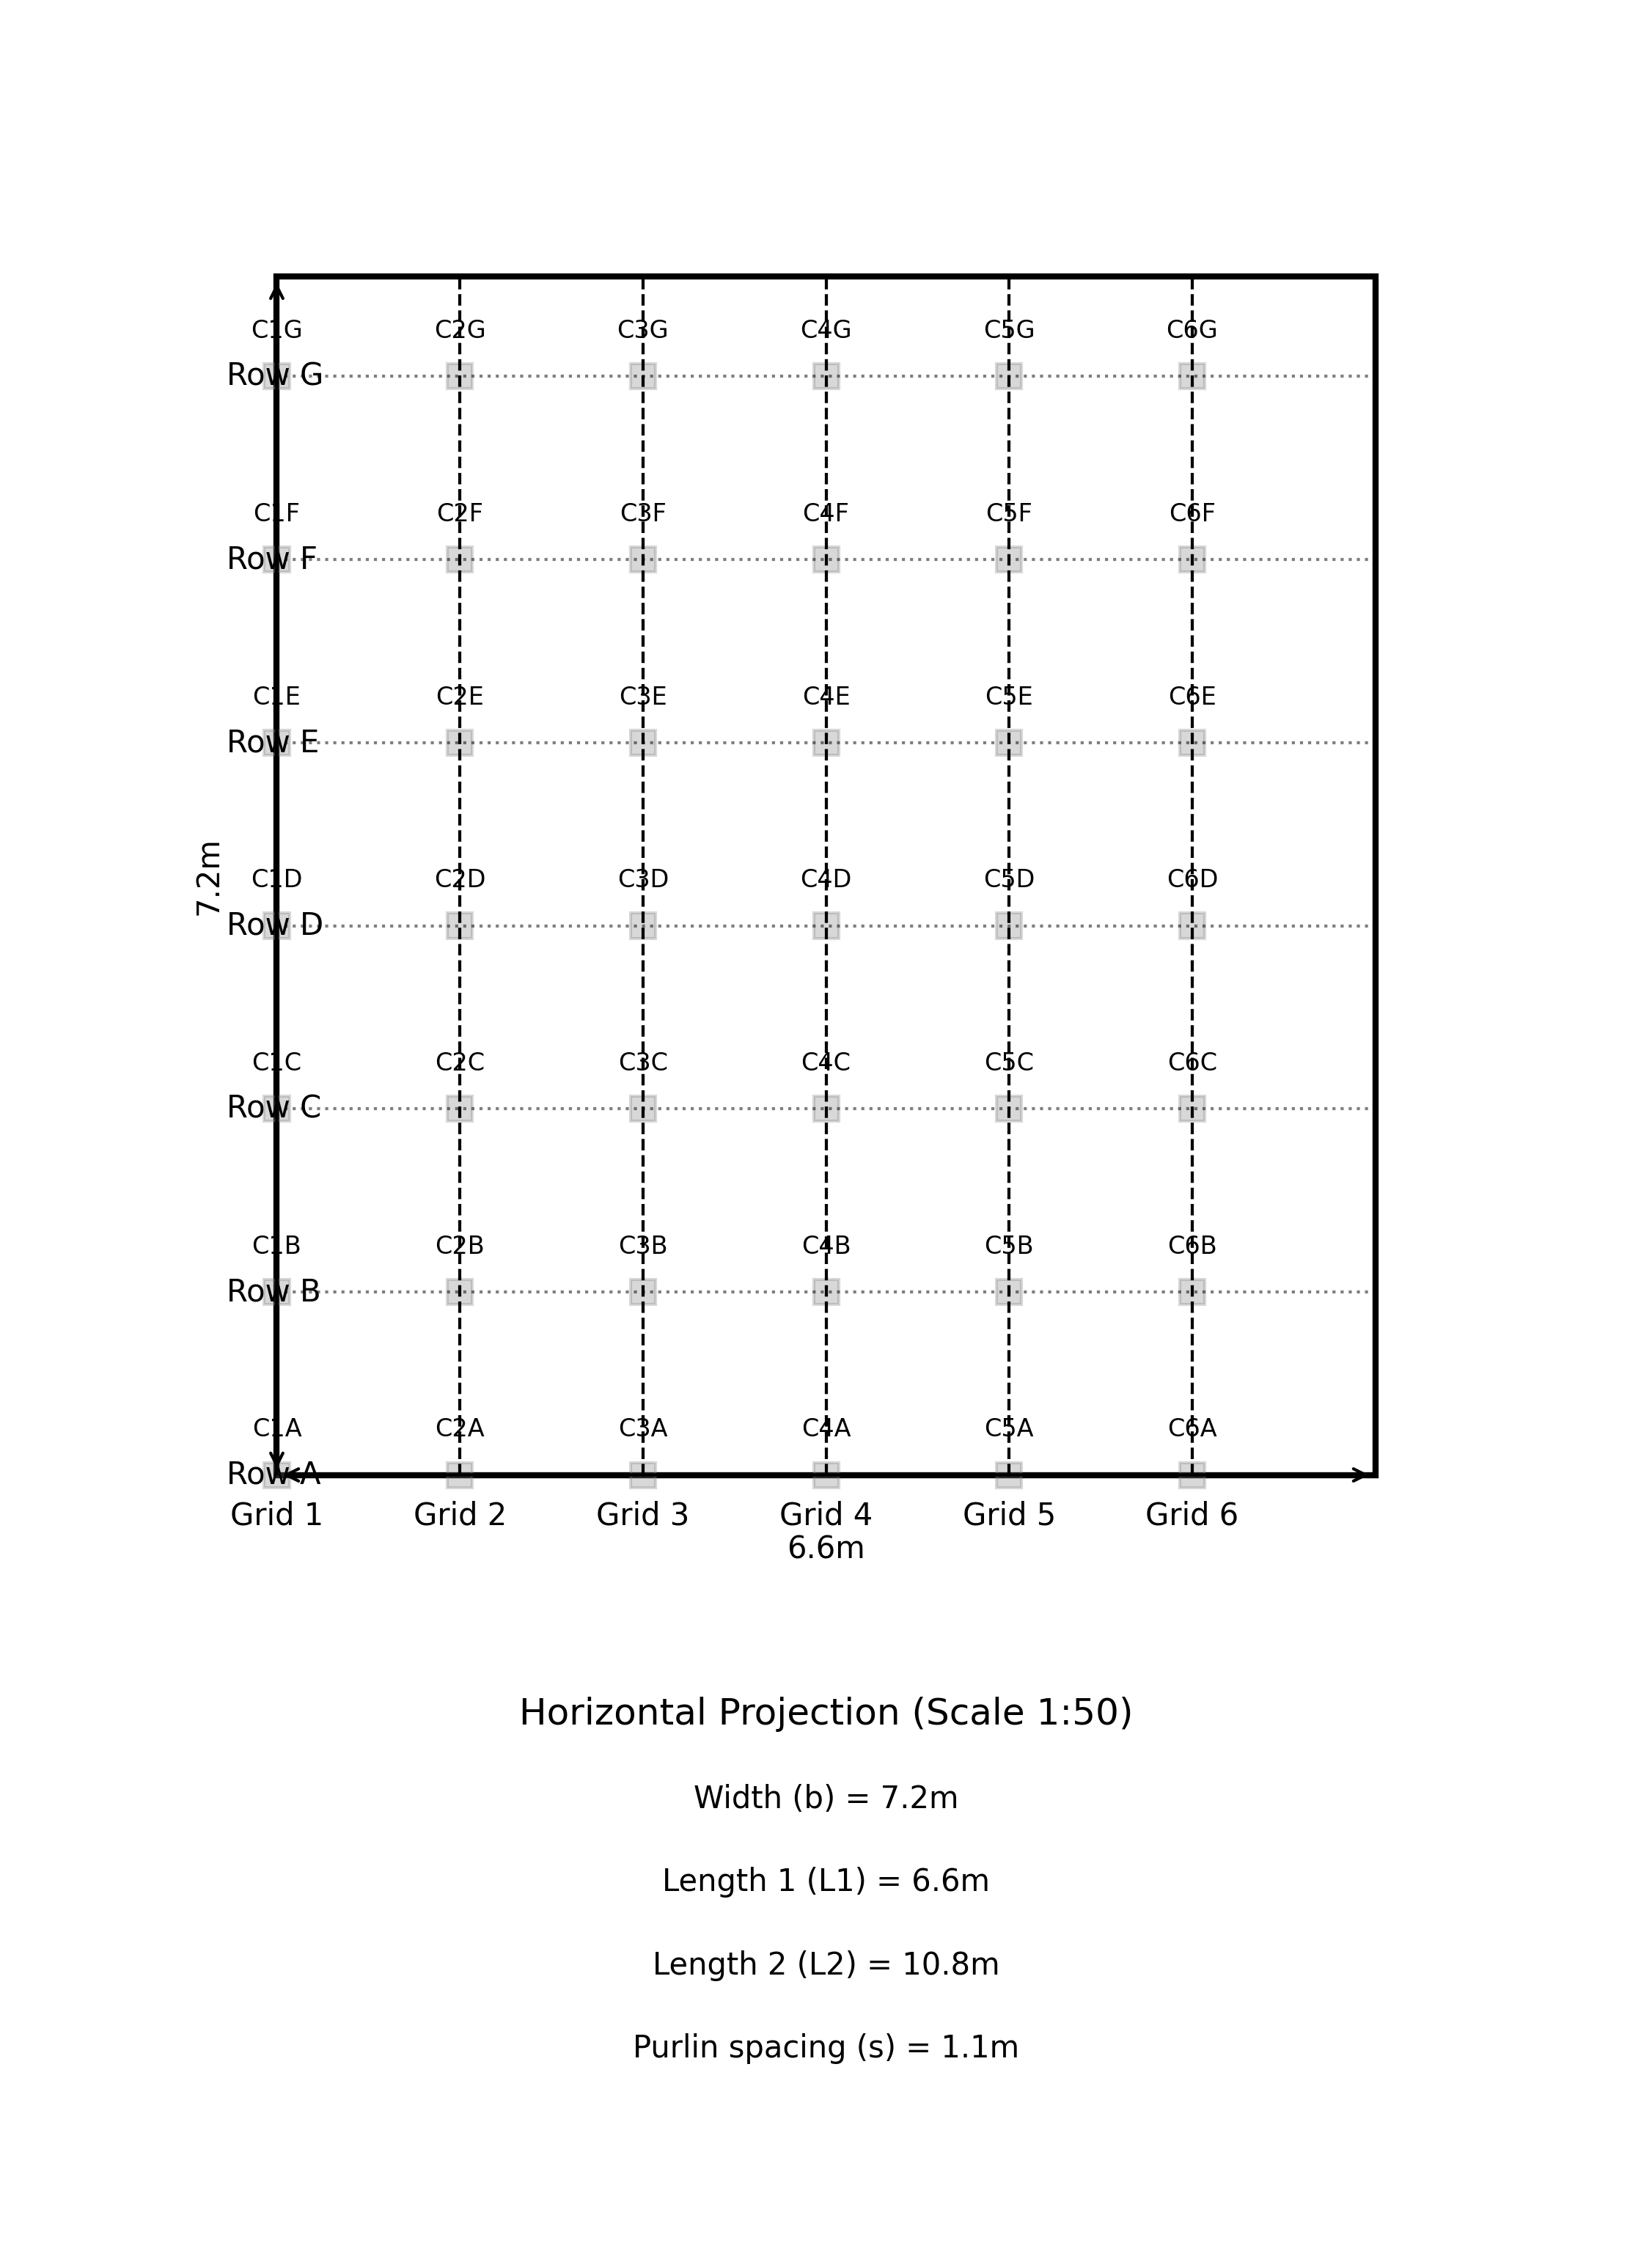 C1G C2G C3G C4G C5G C6G
Row G
C1F C2F C3F C4F C5F C6F
Row F
C1E C2E C3E C4E C5E C6E
Row E
7.2m
C1D C2D C3D C4D C5D C6D
Row D
C1C C2C C3C C4C C5C C6C
Row C
C1B C2B C3B C4B C5B C6B
Row B
C1A C2A C3A C4A C5A C6A
Row A
Grid 1 Grid 2 Grid 3 Grid 4 Grid 5 Grid 6
6.6m
Horizontal Projection (Scale 1:50)
Width (b) = 7.2m
Length 1 (L1) = 6.6m
Length 2 (L2) = 10.8m
Purlin spacing (s) = 1.1m